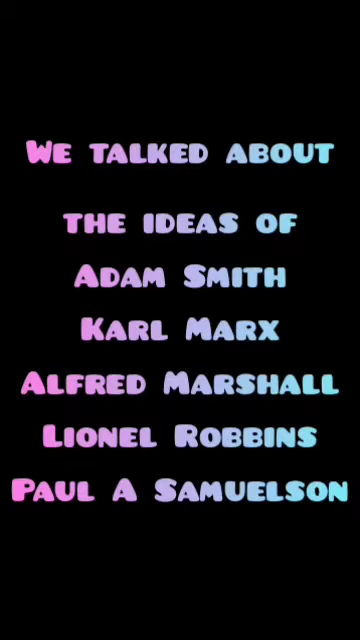 We talked about
the ideas of
Adam Smith
Karl Marx
Alfred Marshall
Lionel Robbins
Paul A Samuelson